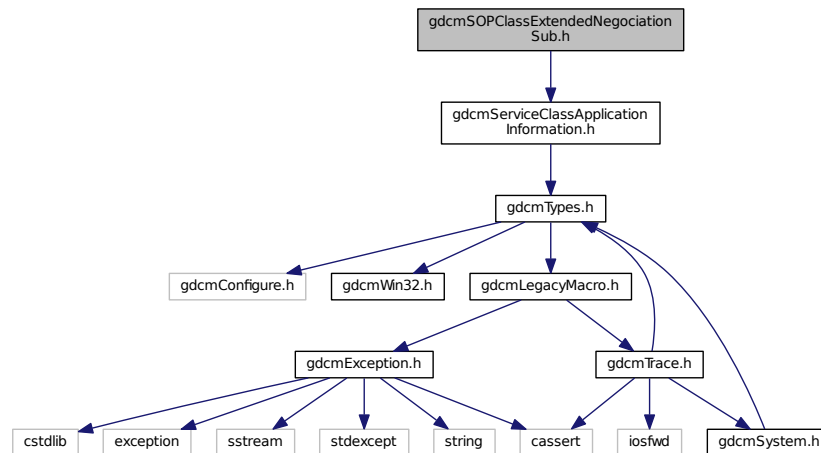 gdcmSOPClassExtendedNegociation
Sub.h
gdcmServiceClassApplication
Information.h
gdcmTypes.h
gdcmConfigure.h
gdcmWin32.h
gdcmLegacyMacro.h
gdcmException.h
gdcmTrace.h
cstdlib
exception
sstream
stdexcept
string
cassert
iosfwd
gdcmSystem.h